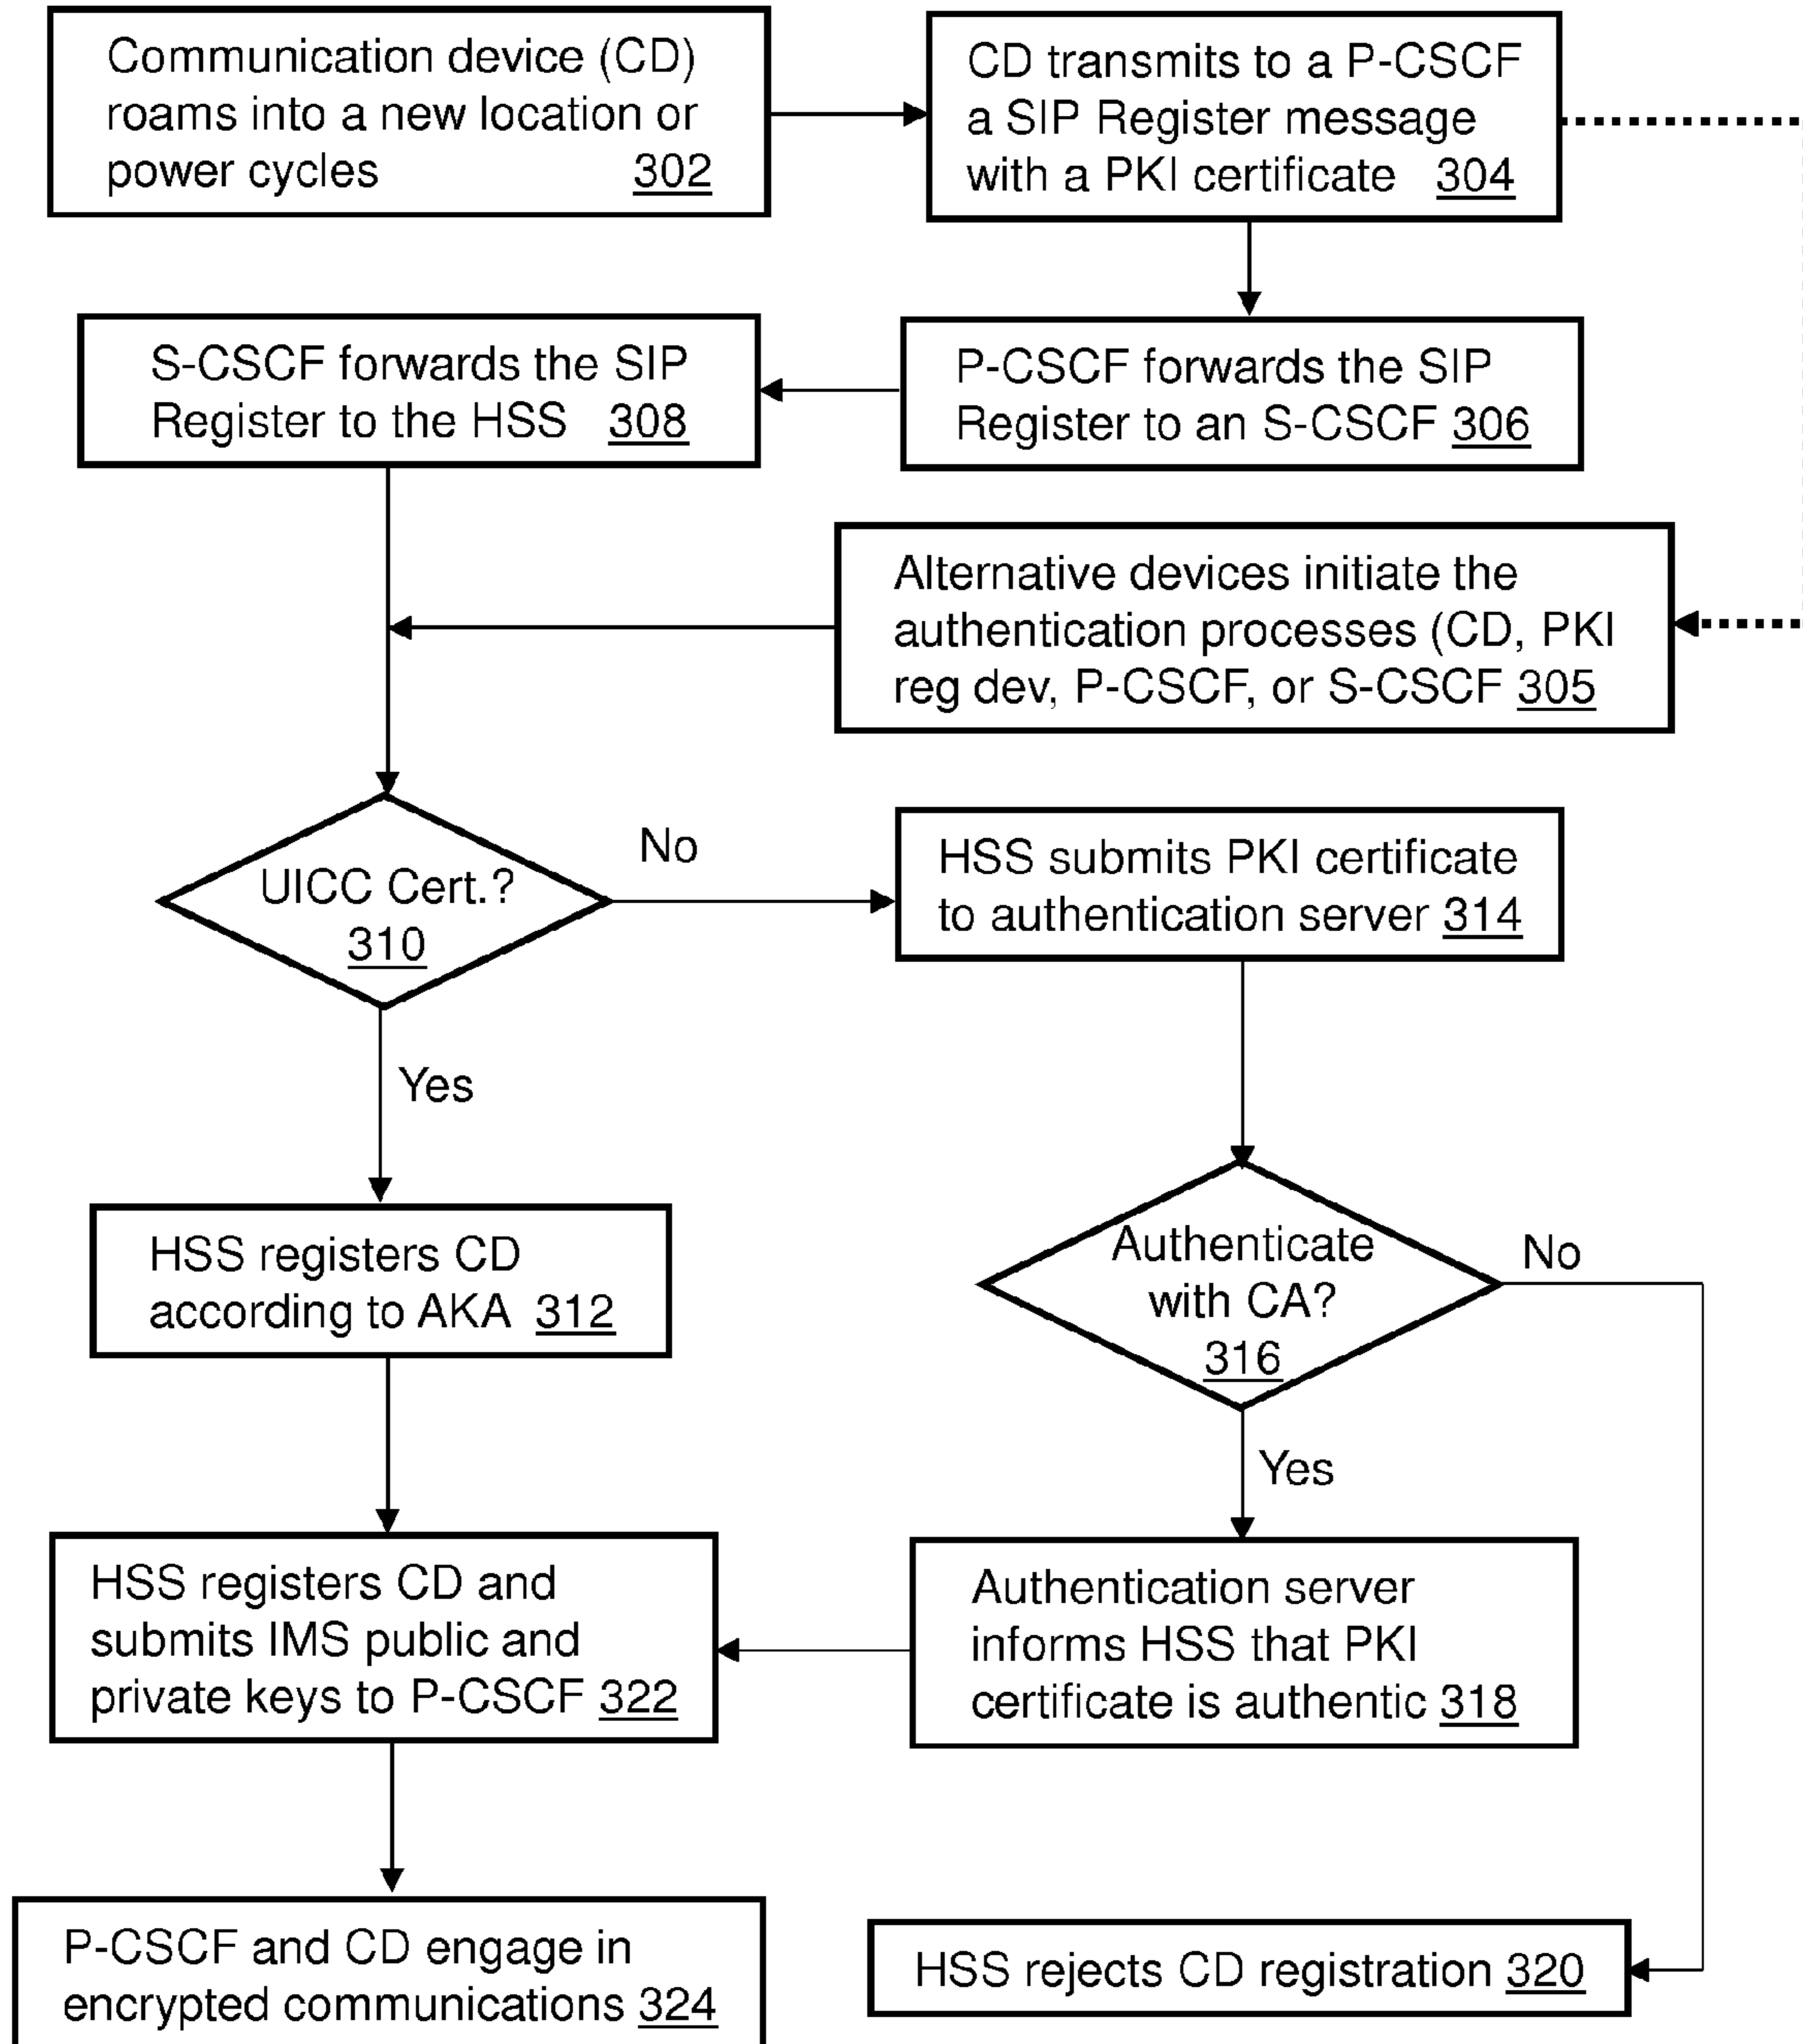 Communication device (CD)
roams into a new location or
power cycles 302
CD transmits to a P-CSCF
a SIP Register message
with a PKI certificate 304
S-CSCF forwards the SIP
Register to the HSS 308
P-CSCF forwards the SIP
Register to an S-CSCF 306
Alternative devices initiate the
authentication processes (CD, PKI
reg dev, P-CSCF, or S-CSCF 305
UICC Cert.?
310
No
HSS submits PKI certificate
to authentication server 314
Yes
HSS registers CD
according to AKA 312
Authenticate
with CA?
316
No
Yes
HSS registers CD and
submits IMS public and
private keys to P-CSCF 322
Authentication server
informs HSS that PKI
certificate is authentic 318
P-CSCF and CD engage in
encrypted communications 324
HSS rejects CD registration 320